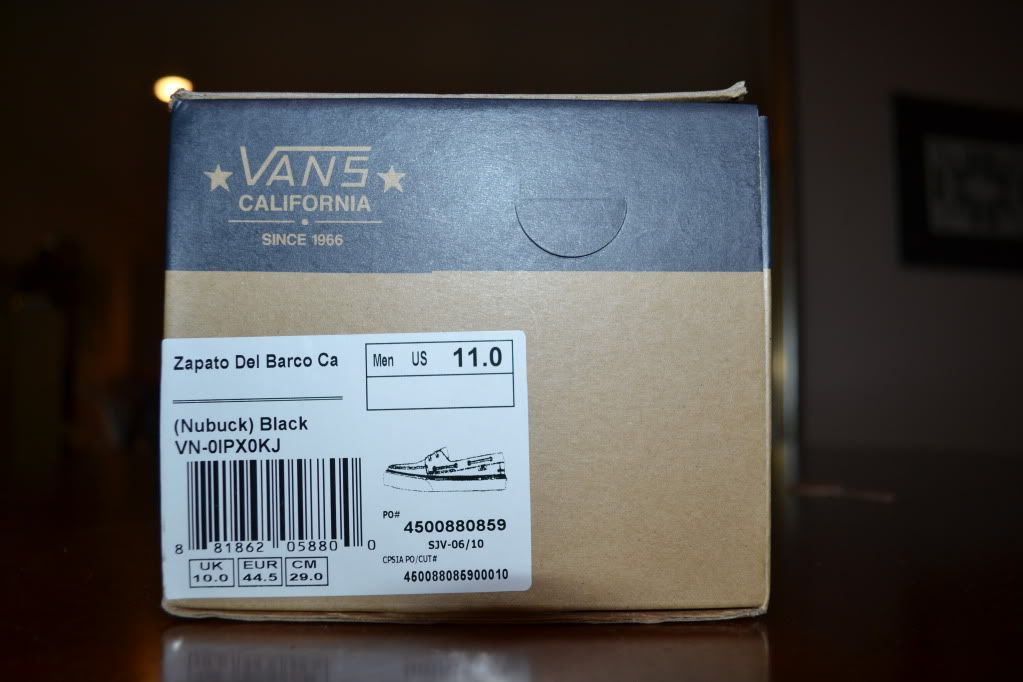 VANS
CALIFORNIA
SINCE 1966
Zapato Del Barco Ca
Men US 11.0
(Nubuck) Black
VN-0IPX0KJ
8 81862 05880 0
PO#
4500880859
SJV-06/10
CPSIA PO/CUT#
450088085900010
UK EUR CM
10.0 44.5 29.0